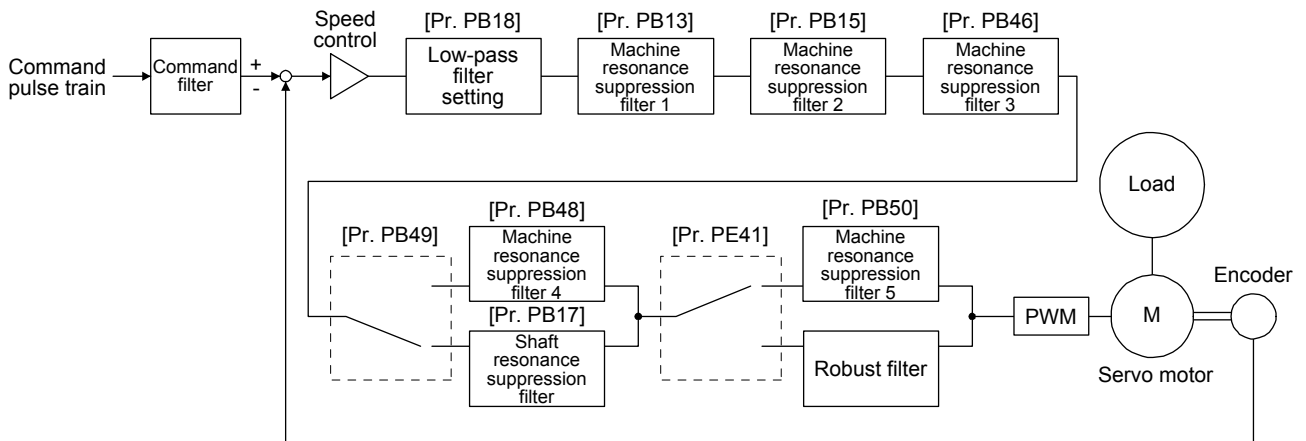 Speed
control
[Pr. PB18]
[Pr. PB13]
[Pr. PB15]
[Pr. PB46]
Command
pulse train
Command
filter
+
-
Low-pass
filter
setting
Machine
resonance
suppression
filter 1
Machine
resonance
suppression
filter 2
Machine
resonance
suppression
filter 3
Load
[Pr. PB49]
[Pr. PB48]
Machine
resonance
suppression
filter 4
[Pr. PB17]
Shaft
resonance
suppression
filter
[Pr. PE41]
[Pr. PB50]
Machine
resonance
suppression
filter 5
Robust filter
PWM
M
Servo motor
Encoder